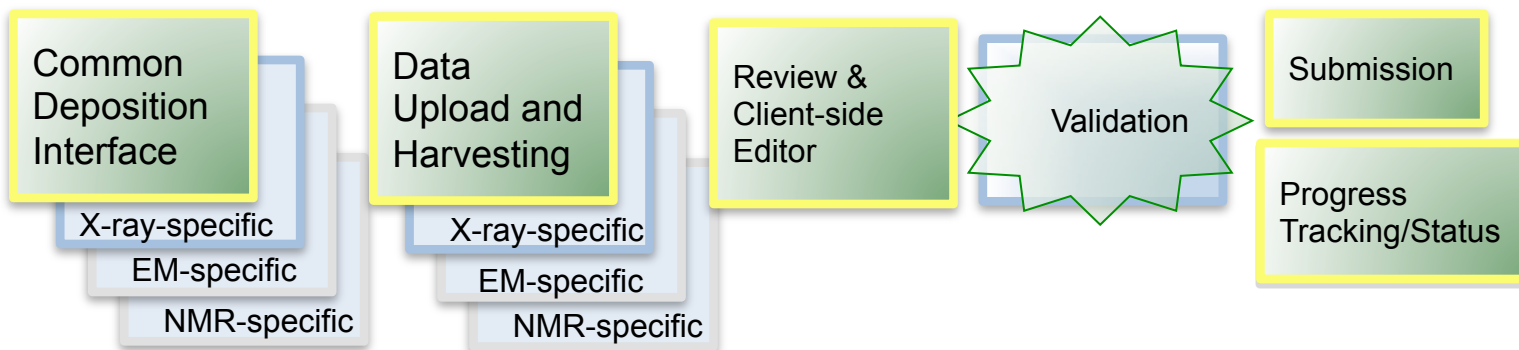 Common
Deposition
Interface
X-ray-specific
EM-specific
NMR-specific
Data
Upload and
Harvesting
X-ray-specific
EM-specific
NMR-specific
Review &
Client-side
Editor
Validation
Submission
Progress
Tracking/Status